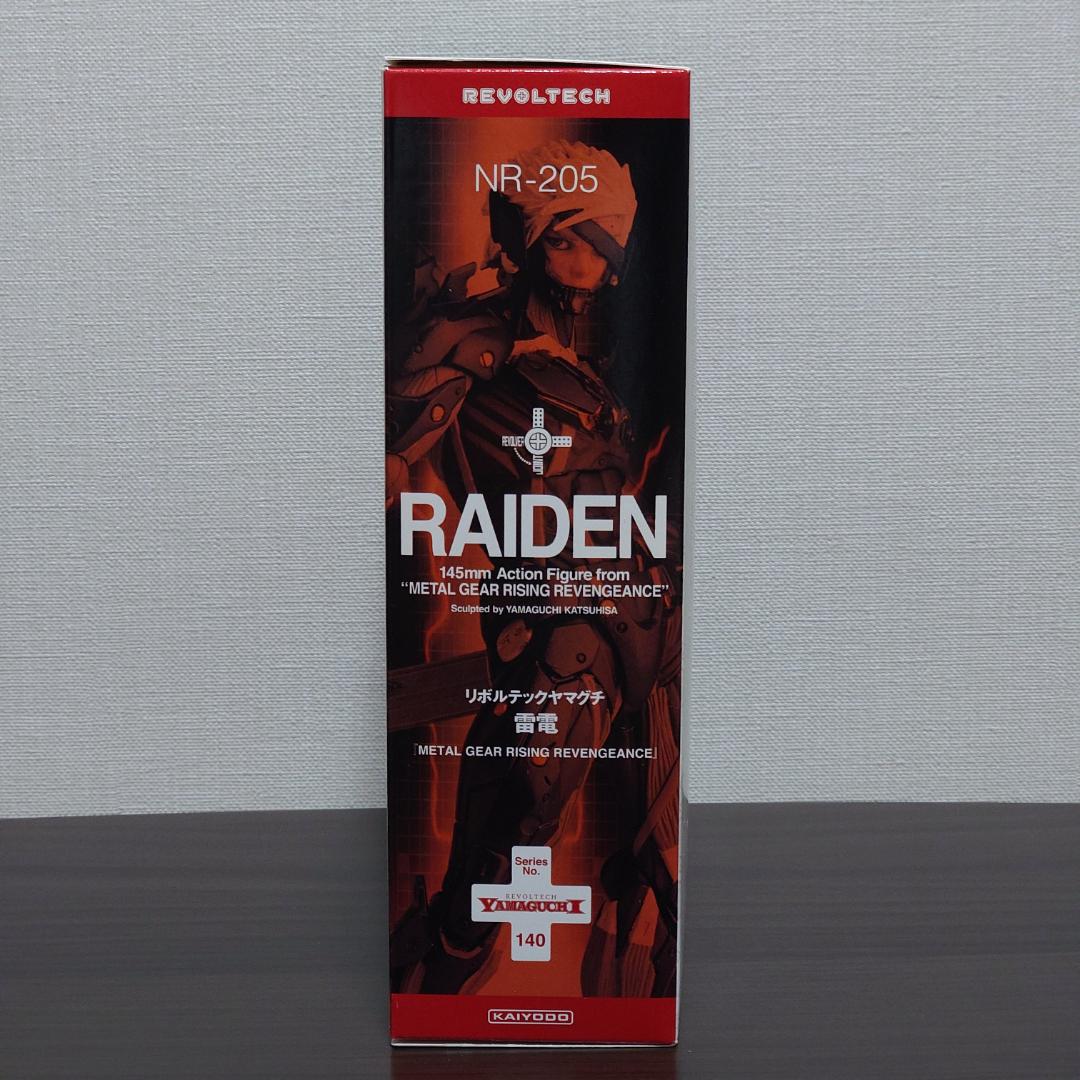 REVOLTECH
NR-205
REVOLVER
JOINT
RAIDEN
145mm Action Figure from
“METAL GEAR RISING REVENGEANCE”
Sculpted by YAMAGUCHI KATSUHISA
リボルテックヤマグチ
雷電
『METAL GEAR RISING REVENGEANCE』
Series
No.
REVOLTECH
YAMAGUCHI
140
KAIYODO